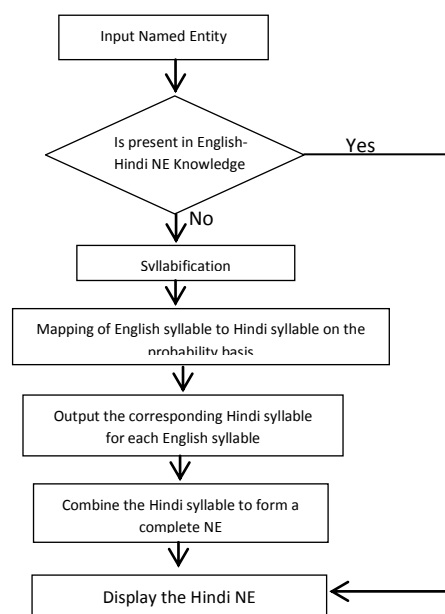 Input Named Entity
Is present in English-
Hindi NE Knowledge
Yes
No
Syllabification
Mapping of English syllable to Hindi syllable on the
probability basis
Output the corresponding Hindi syllable
for each English syllable
Combine the Hindi syllable to form a
complete NE
Display the Hindi NE